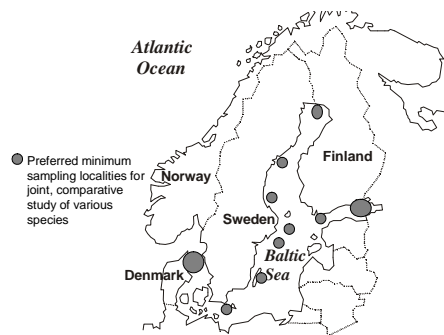 Atlantic
Ocean
Preferred minimum
sampling localities for
joint, comparative
study of various
species
Norway
Finland
Sweden
Baltic
Sea
Denmark